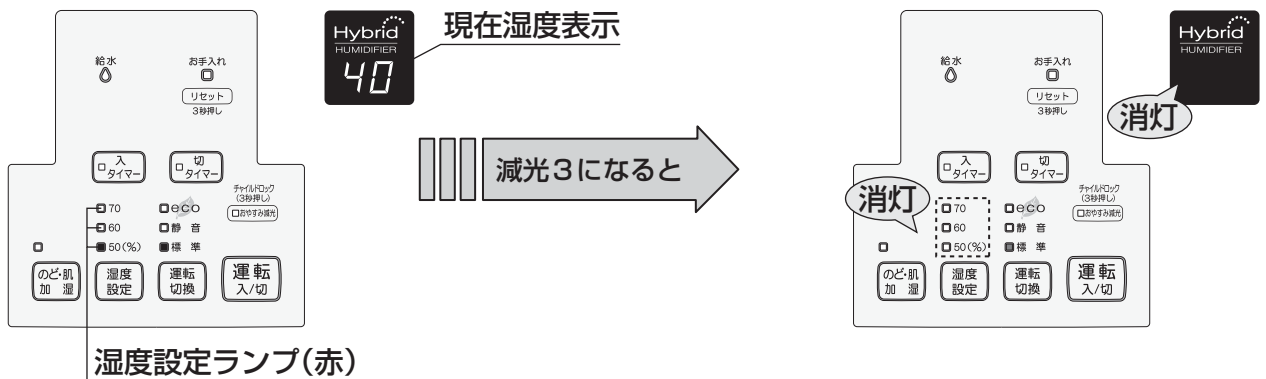 Hybrid
HUMIDIFIER
40
現在湿度表示
給水
お手入れ
リセット
3秒押し
入
タイマー
切
タイマー
チャイルドロック
(3秒押し)
おやすみ減光
70
eco
60
静 音
50(%)
標 準
のど・肌
加 湿
湿度
設定
運転
切換
運転
入/切
湿度設定ランプ(赤)
減光3になると
Hybrid
HUMIDIFIER
消灯
給水
お手入れ
リセット
3秒押し
入
タイマー
切
タイマー
チャイルドロック
(3秒押し)
おやすみ減光
消灯
70
eco
60
静 音
50(%)
標 準
のど・肌
加 湿
湿度
設定
運転
切換
運転
入/切